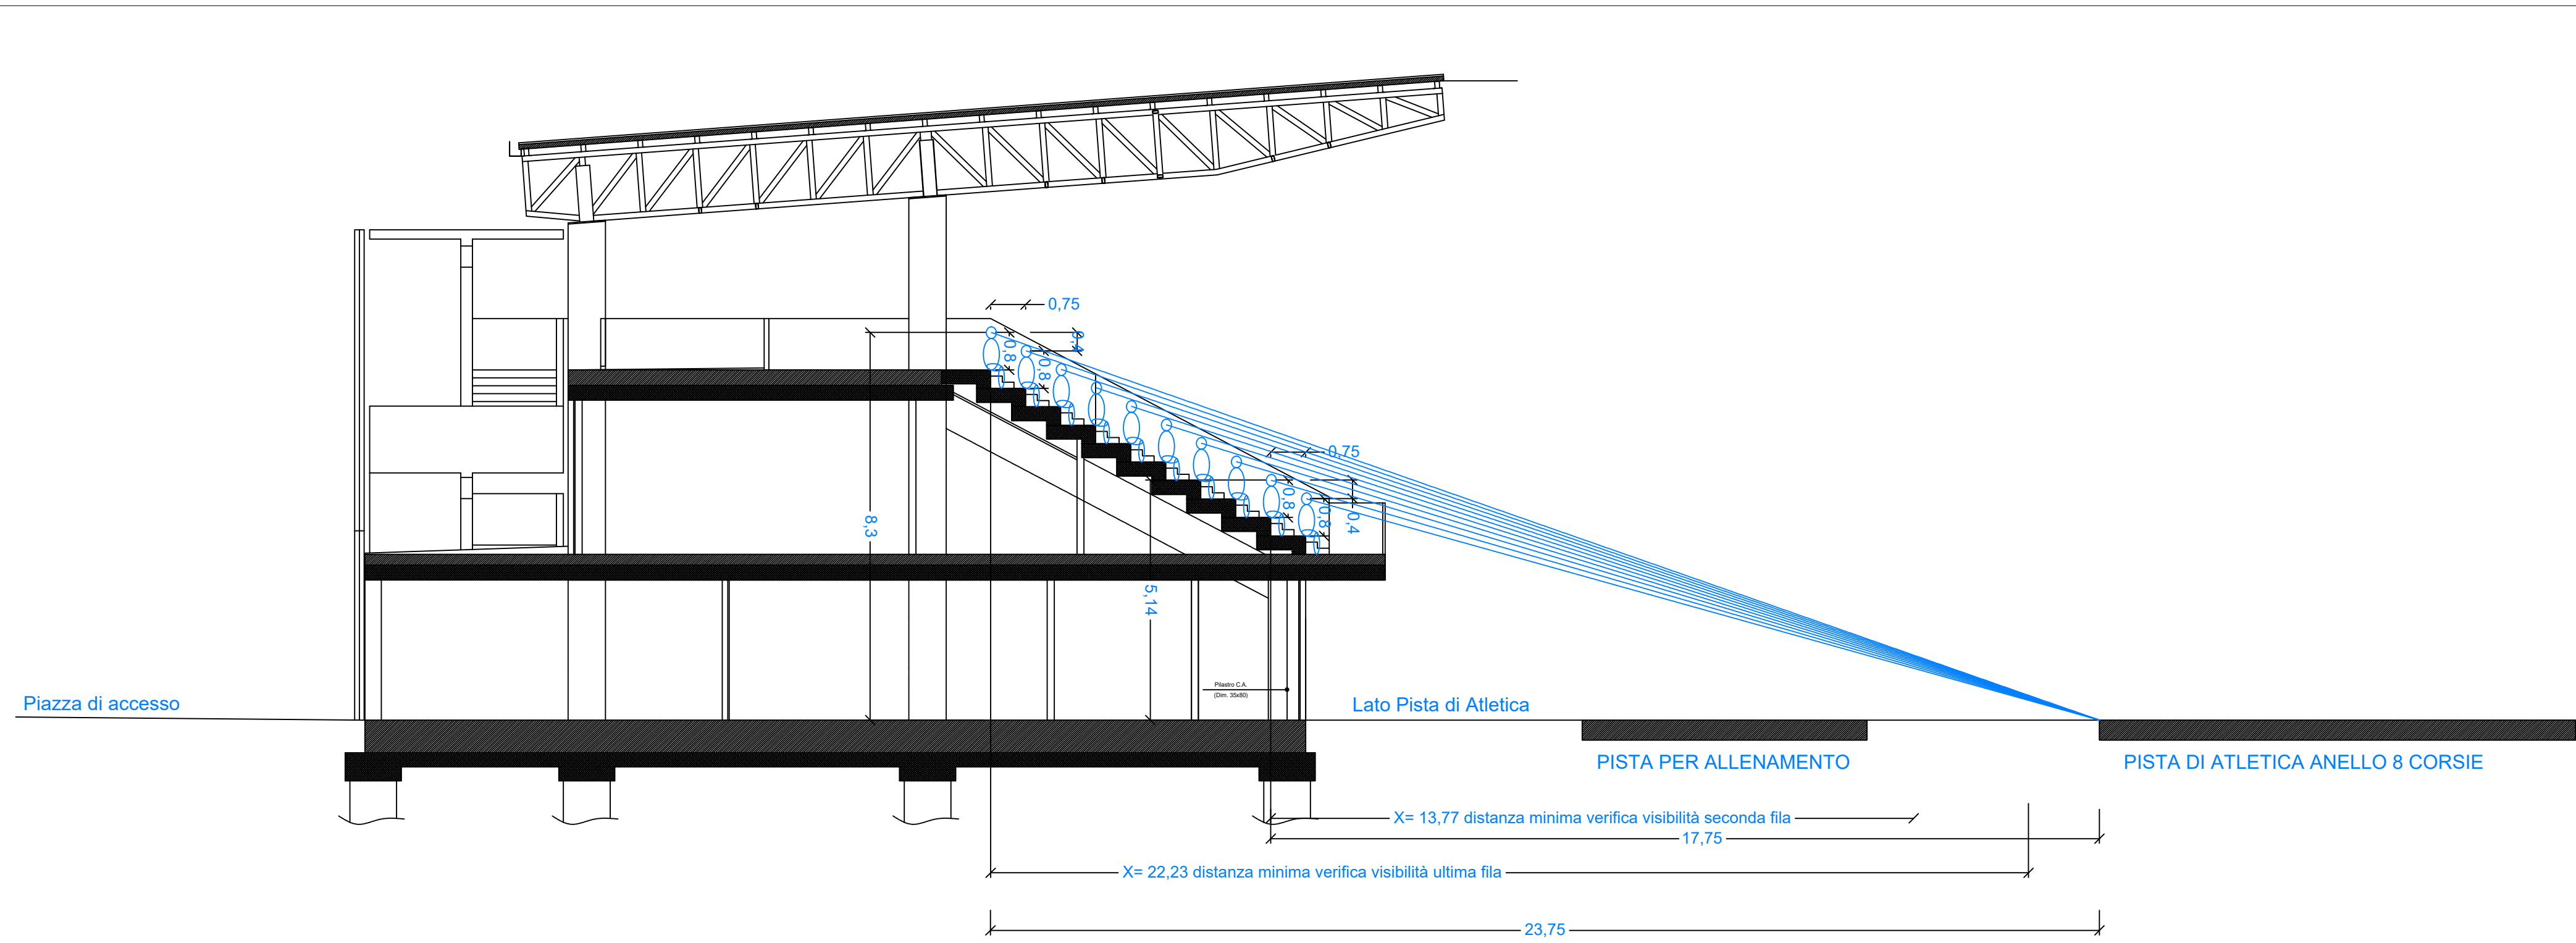 0,75
0,4
0,8
0,8
0,75
0,8
0,8
0,4
8,3
5,14
Pilastro C.A.
(Dim. 35x80)
Piazza di accesso
Lato Pista di Atletica
PISTA PER ALLENAMENTO
PISTA DI ATLETICA ANELLO 8 CORSIE
X= 13,77 distanza minima verifica visibilità seconda fila
17,75
X= 22,23 distanza minima verifica visibilità ultima fila
23,75